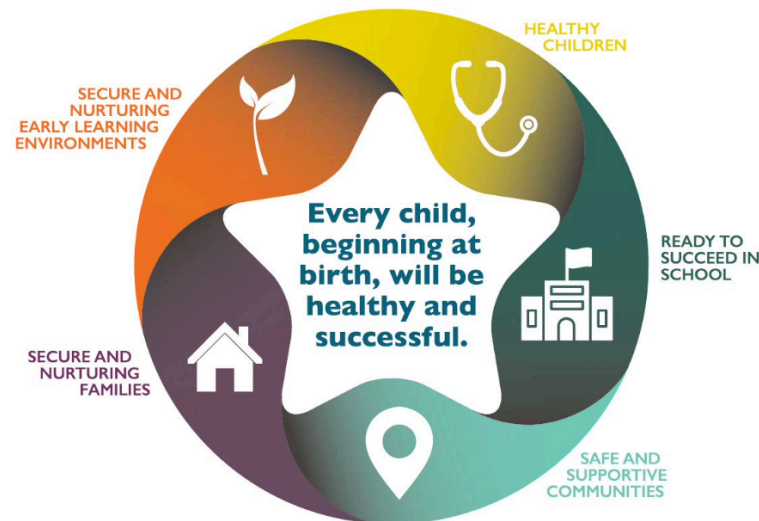 HEALTHY
CHILDREN
SECURE AND
NURTURING
EARLY LEARNING
ENVIRONMENTS
Every child,
beginning at
birth, will be
healthy and
successful.
READY TO
SUCCEED IN
SCHOOL
SECURE AND
NURTURING
FAMILIES
SAFE AND
SUPPORTIVE
COMMUNITIES